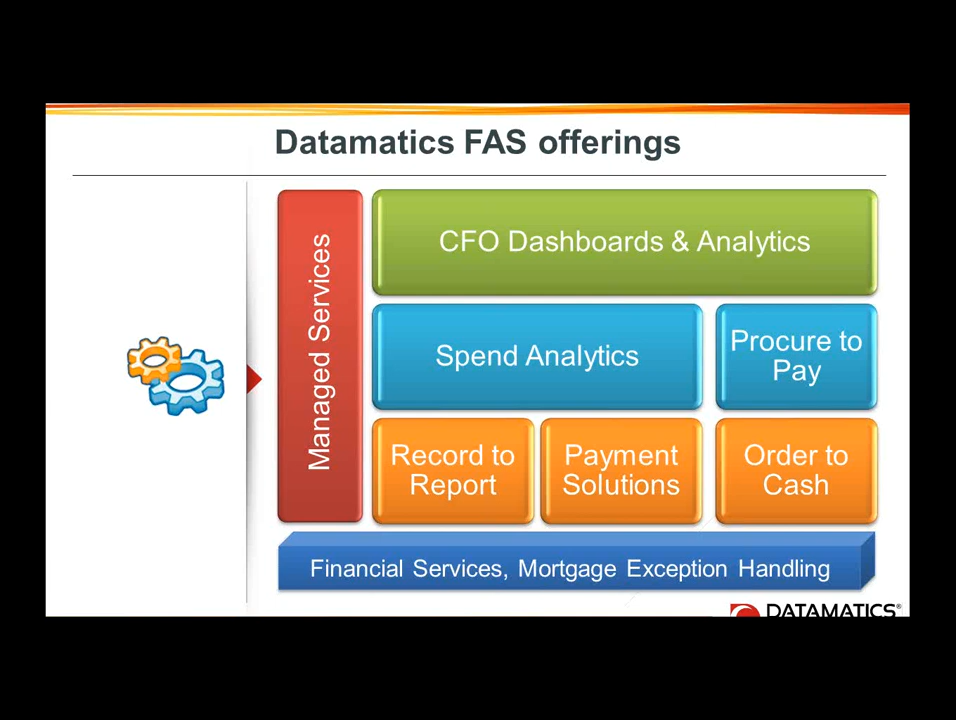 Datamatics FAS offerings
Managed Services
CFO Dashboards & Analytics
Spend Analytics
Procure to
Pay
Record to
Report
Payment
Solutions
Order to
Cash
Financial Services, Mortgage Exception Handling
DATAMATICS®